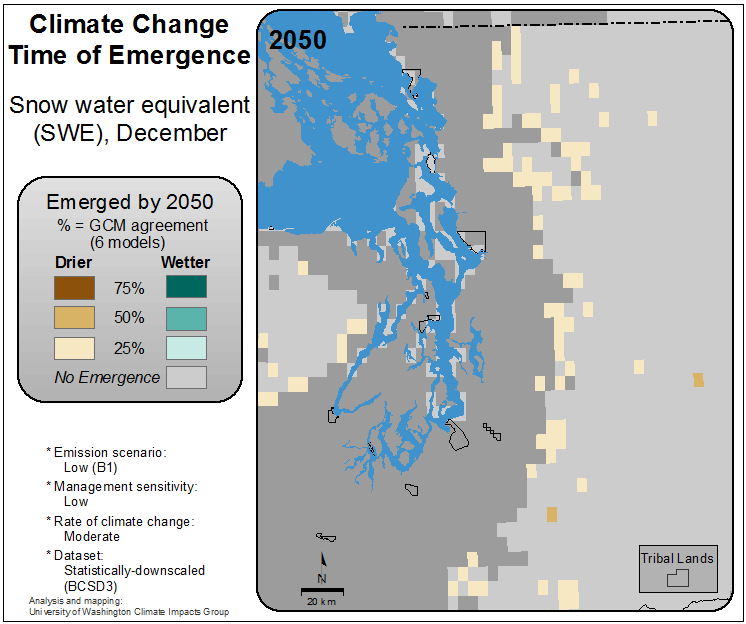 Climate Change
Time of Emergence
Snow water equivalent
(SWE), December
Emerged by 2050
% = GCM agreement
(6 models)
Drier Wetter
75%
50%
25%
No Emergence
* Emission scenario:
Low (B1)
* Management sensitivity:
Low
* Rate of climate change:
Moderate
* Dataset:
Statistically-downscaled
(BCSD3)
Analysis and mapping:
University of Washington Climate Impacts Group
2050
N
20 km
Tribal Lands